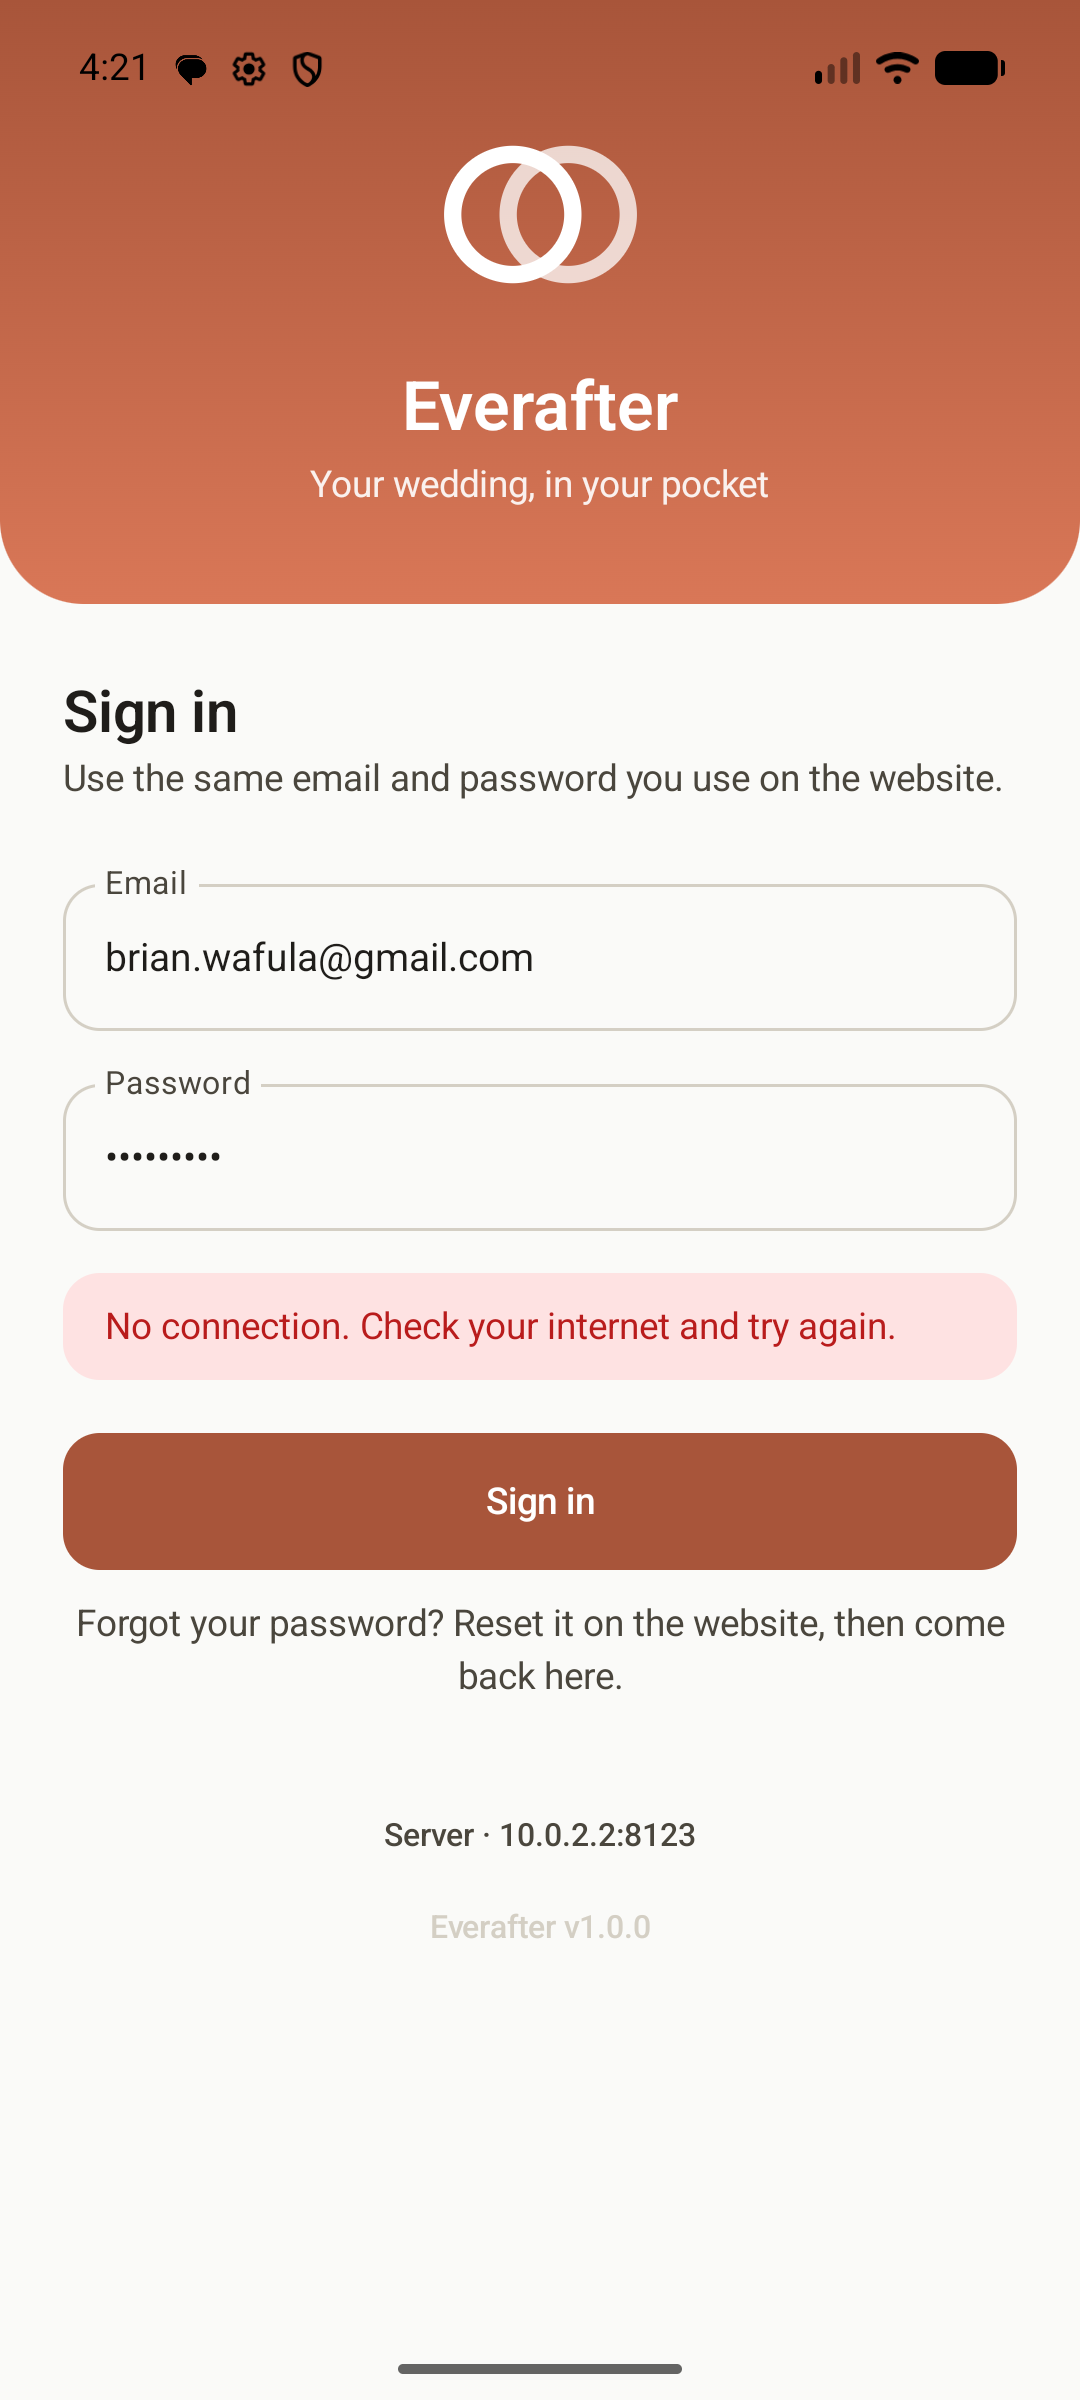 4:21
Everafter
Your wedding, in your pocket
Sign in
Use the same email and password you use on the website.
Email
brian.wafula@gmail.com
Password
•••••••••
No connection. Check your internet and try again.
Sign in
Forgot your password? Reset it on the website, then come
back here.
Server · 10.0.2.2:8123
Everafter v1.0.0